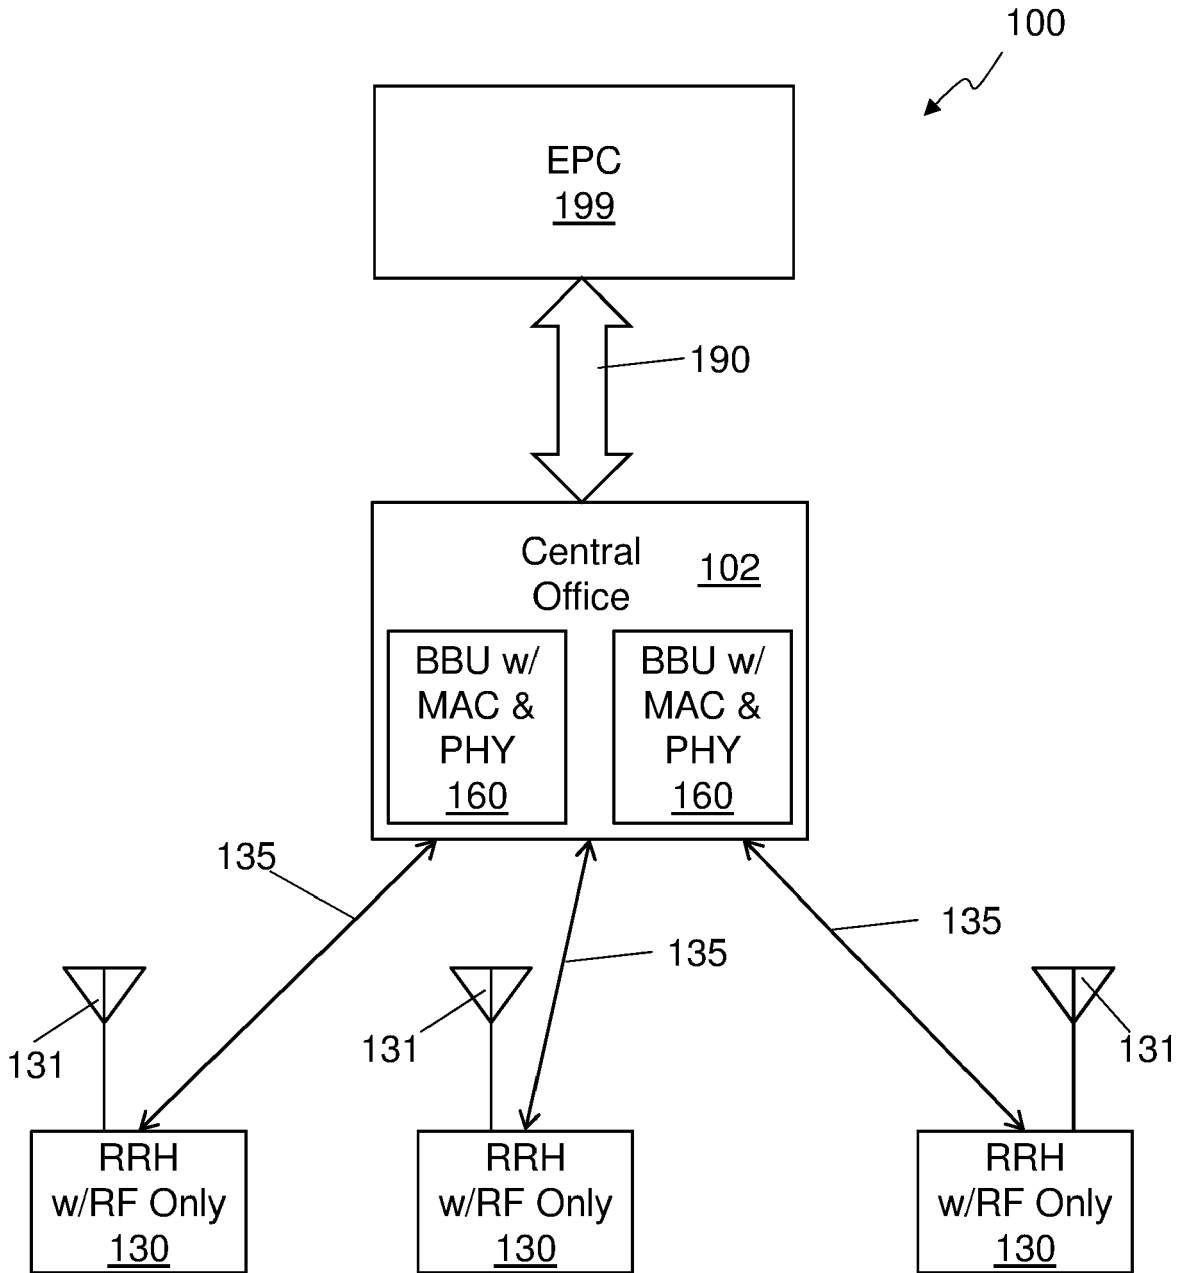 100
EPC
199
190
Central
Office
102
BBU w/
MAC &
PHY
160
BBU w/
MAC &
PHY
160
135
135
135
131
131
131
RRH
w/RF Only
130
RRH
w/RF Only
130
RRH
w/RF Only
130